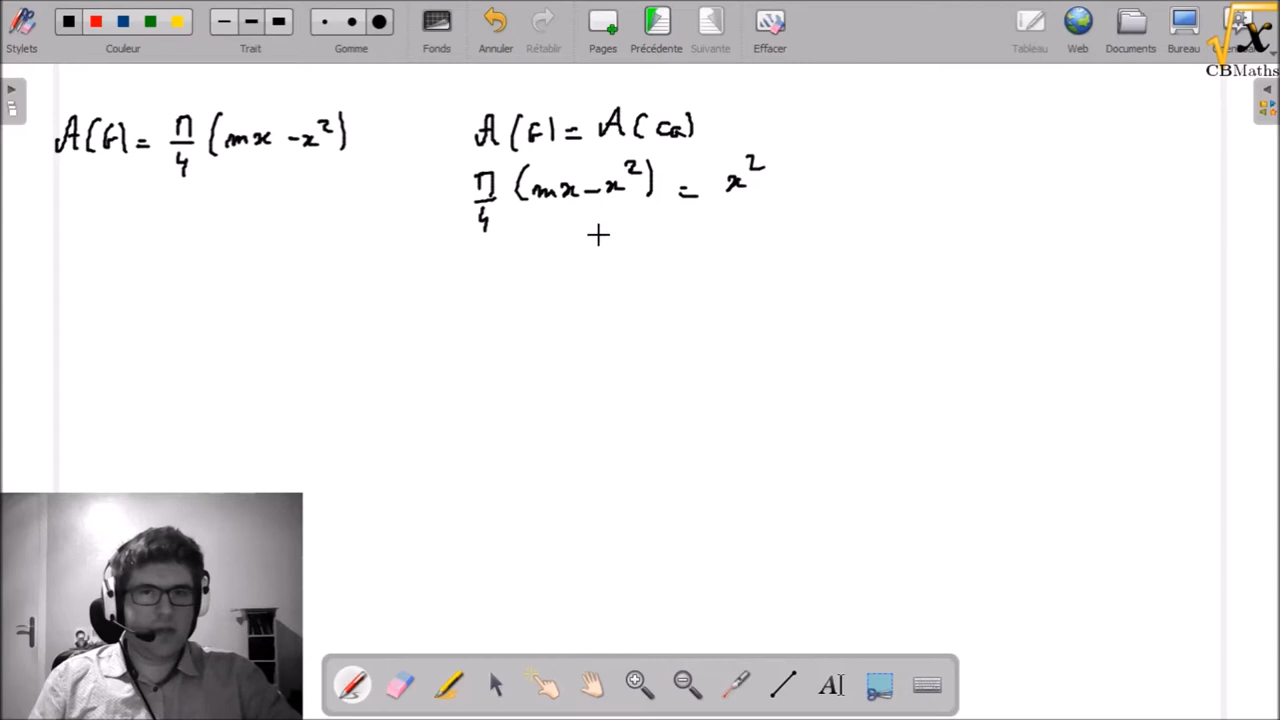 Stylets Couleur Trait Gomme Fonds Annuler Rétablir Pages Précédente Suivante Effacer Tableau Web Documents Bureau
CBMaths
A(F) = π/4 (mx - x²)
A(F) = A(Ca)
π/4 (mx - x²) = x²